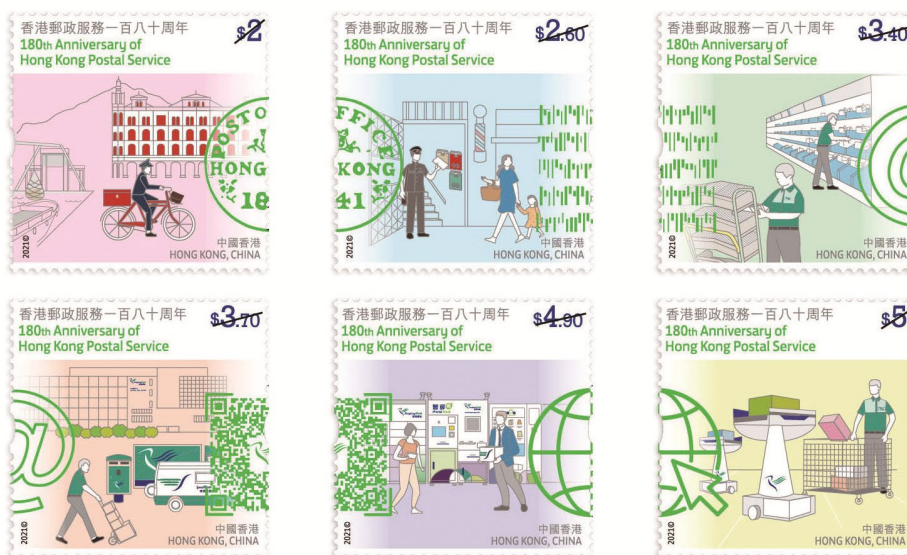 香港郵政服務一百八十周年
$2
180th Anniversary of
Hong Kong Postal Service
POSTO
HONG
18
2021©
中國香港
HONG KONG, CHINA
香港郵政服務一百八十周年
$2.60
180th Anniversary of
Hong Kong Postal Service
FFICE
KONG
41
2021©
中國香港
HONG KONG, CHINA
香港郵政服務一百八十周年
$3.40
180th Anniversary of
Hong Kong Postal Service
2021©
中國香港
HONG KONG, CHINA
香港郵政服務一百八十周年
$3.70
180th Anniversary of
Hong Kong Postal Service
@
2021©
中國香港
HONG KONG, CHINA
香港郵政服務一百八十周年
$4.90
180th Anniversary of
Hong Kong Postal Service
2021©
中國香港
HONG KONG, CHINA
香港郵政服務一百八十周年
$5
180th Anniversary of
Hong Kong Postal Service
2021©
中國香港
HONG KONG, CHINA